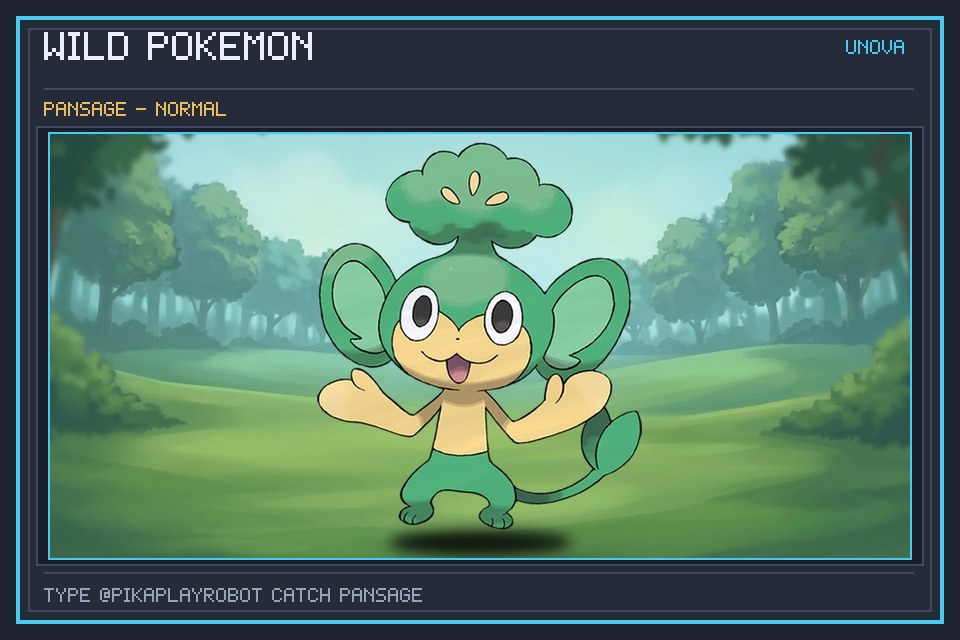 WILD POKEMON
UNOVA
PANSAGE - NORMAL
TYPE @PIKAPLAYROBOT CATCH PANSAGE